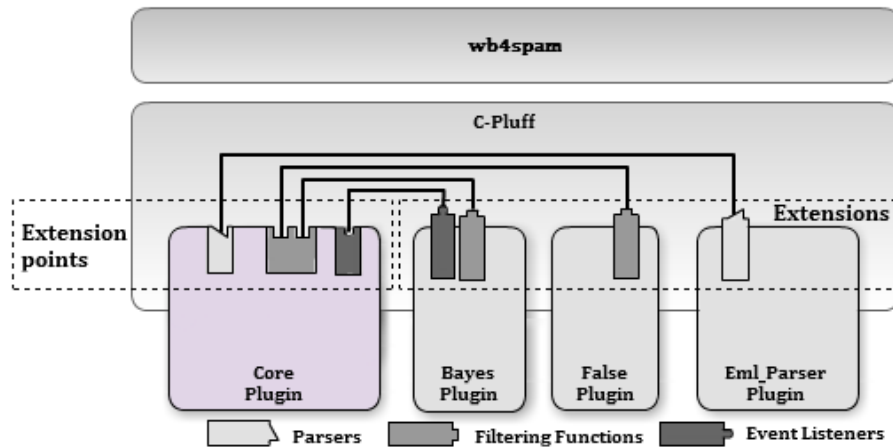 wb4spam
C-Pluff
Extension
points
Extensions
Core
Plugin
Bayes
Plugin
False
Plugin
Eml_Parser
Plugin
Parsers
Filtering Functions
Event Listeners